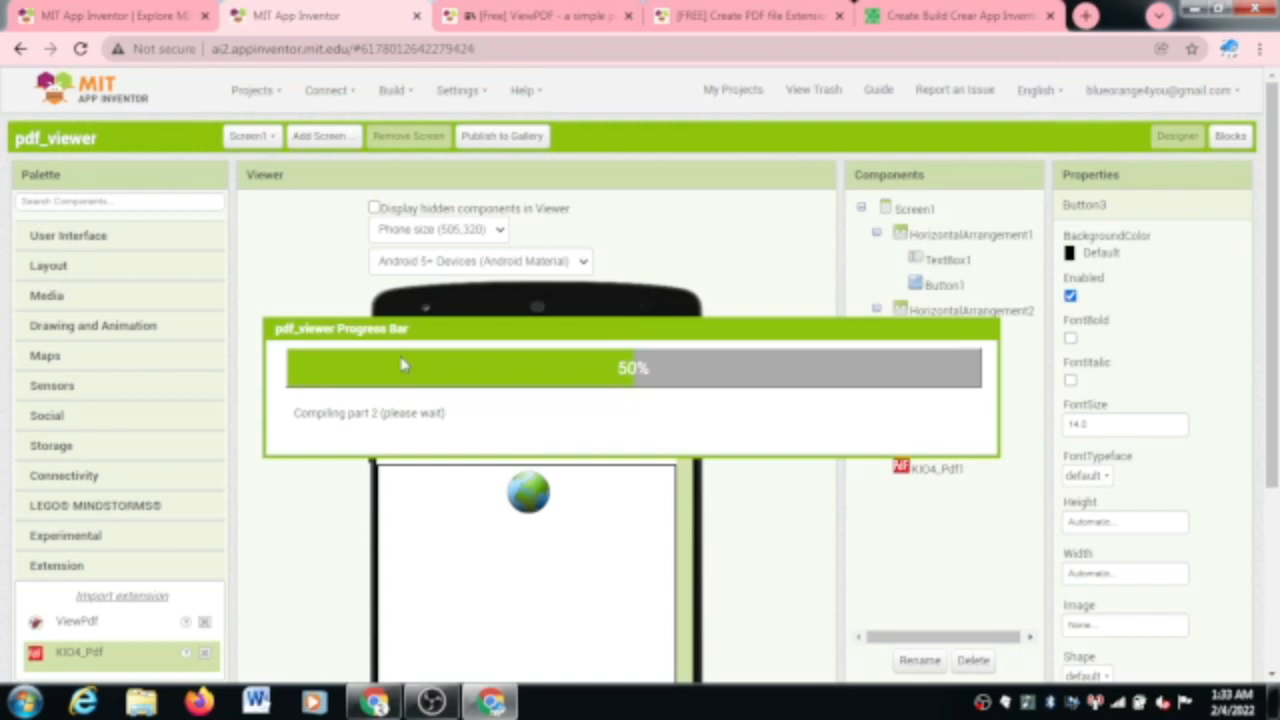 MIT App Inventor | Explore MI
MIT App Inventor
[Free] ViewPDF - a simple p
[FREE] Create PDF file Extensi
Create Build Crear App Invent
Not secure | ai2.appinventor.mit.edu/#6178012642279424
MIT
APP INVENTOR
Projects
Connect
Build
Settings
Help
My Projects
View Trash
Guide
Report an Issue
English
blueorange4you@gmail.com
pdf_viewer
Screen1
Add Screen...
Remove Screen
Publish to Gallery
Designer
Blocks
Palette
Search Components...
User Interface
Layout
Media
Drawing and Animation
Maps
Sensors
Social
Storage
Connectivity
LEGO® MINDSTORMS®
Experimental
Extension
Import extension
ViewPdf
KIO4_Pdf
Viewer
Display hidden components in Viewer
Phone size (505,320)
Android 5+ Devices (Android Material)
pdf_viewer Progress Bar
50%
Compiling part 2 (please wait)
Components
Screen1
HorizontalArrangement1
TextBox1
Button1
HorizontalArrangement2
KIO4_Pdf1
Rename
Delete
Properties
Button3
BackgroundColor
Default
Enabled
FontBold
FontItalic
FontSize
14.0
FontTypeface
default
Height
Automatic...
Width
Automatic...
Image
None...
Shape
default
1:33 AM
2/4/2022